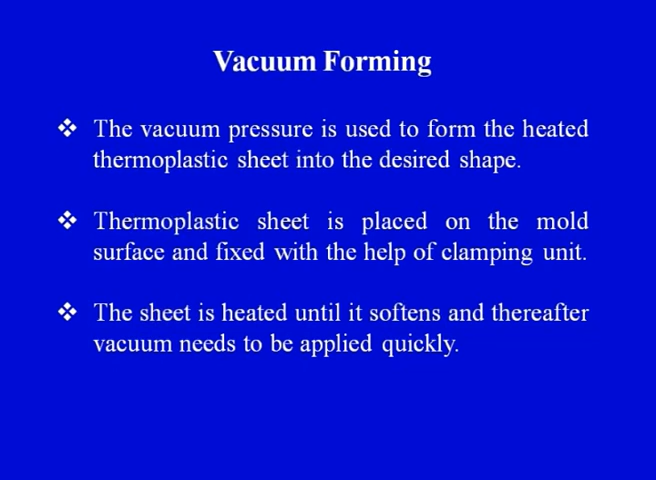 Vacuum Forming
❖ The vacuum pressure is used to form the heated
thermoplastic sheet into the desired shape.
❖ Thermoplastic sheet is placed on the mold
surface and fixed with the help of clamping unit.
❖ The sheet is heated until it softens and thereafter
vacuum needs to be applied quickly.